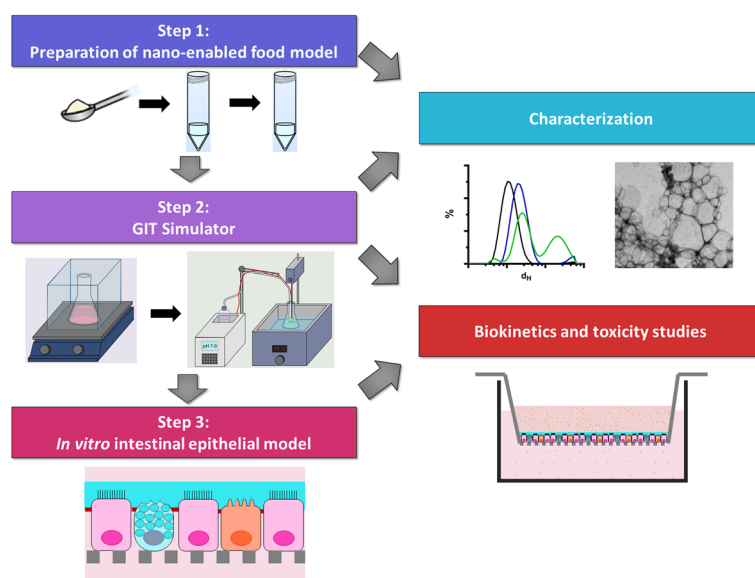 Step 1:
Preparation of nano-enabled food model
Characterization
Step 2:
GIT Simulator
%
dH
pH 7.0
Biokinetics and toxicity studies
Step 3:
In vitro intestinal epithelial model